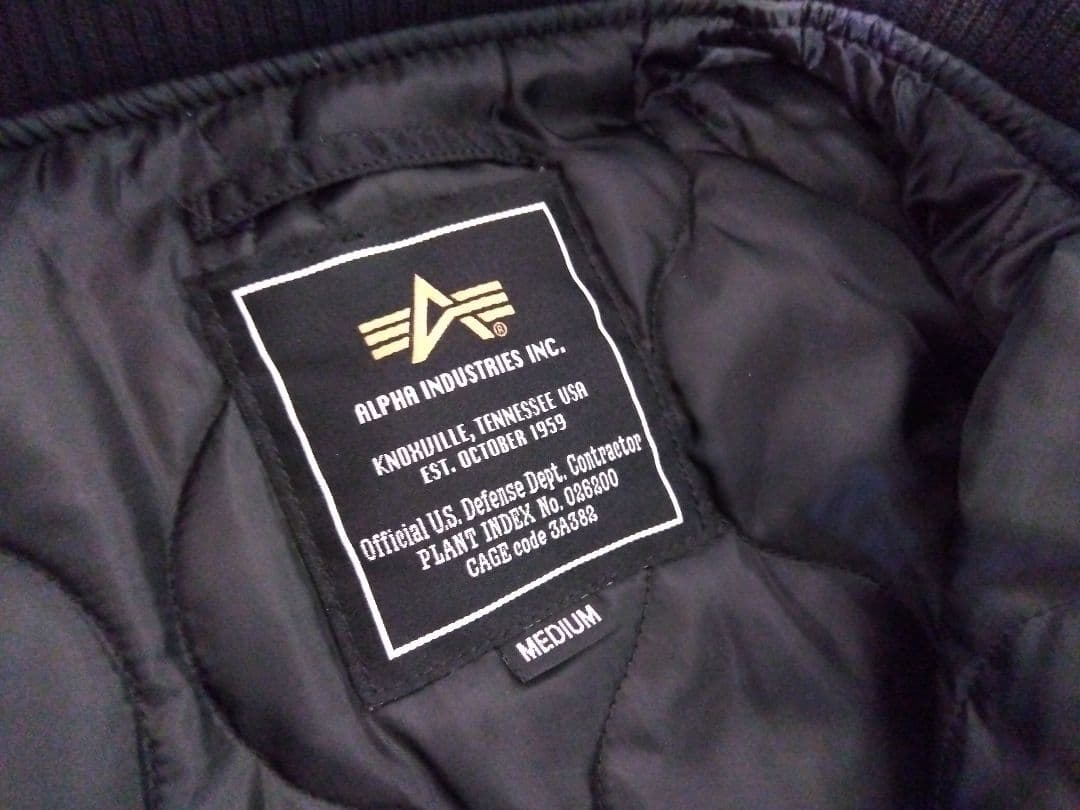 ®
ALPHA INDUSTRIES INC.
KNOXVILLE, TENNESSEE USA
EST. OCTOBER 1959
Official U.S. Defense Dept. Contractor
PLANT INDEX No. 026200
CAGE code 3A382
MEDIUM